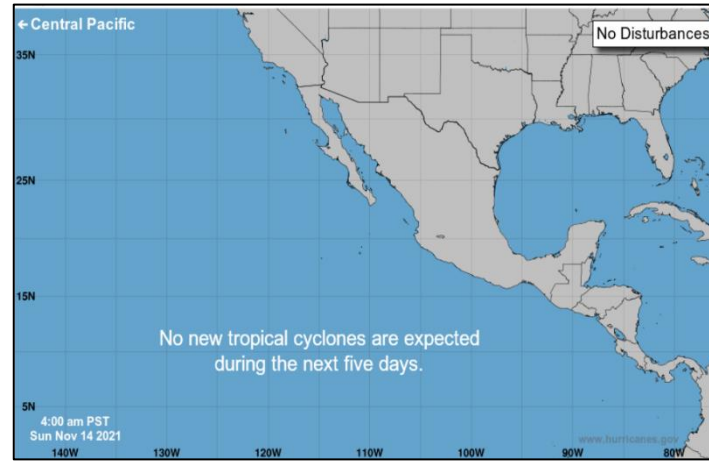 ← Central Pacific
No Disturbances
35N
25N
15N
No new tropical cyclones are expected
during the next five days.
5N
4:00 am PST
Sun Nov 14 2021
www.hurricanes.gov
140W 130W 120W 110W 100W 90W 80W